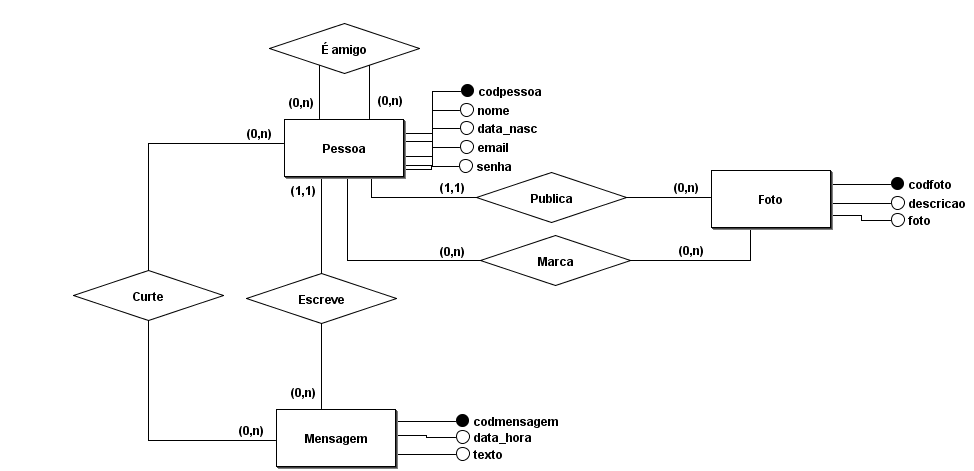 É amigo
(0,n)
(0,n)
codpessoa
nome
data_nasc
email
senha
(0,n)
Pessoa
(1,1)
(1,1)
Publica
(0,n)
Foto
codfoto
descricao
foto
(0,n)
Marca
(0,n)
Curte
Escreve
(0,n)
(0,n)
Mensagem
codmensagem
data_hora
texto